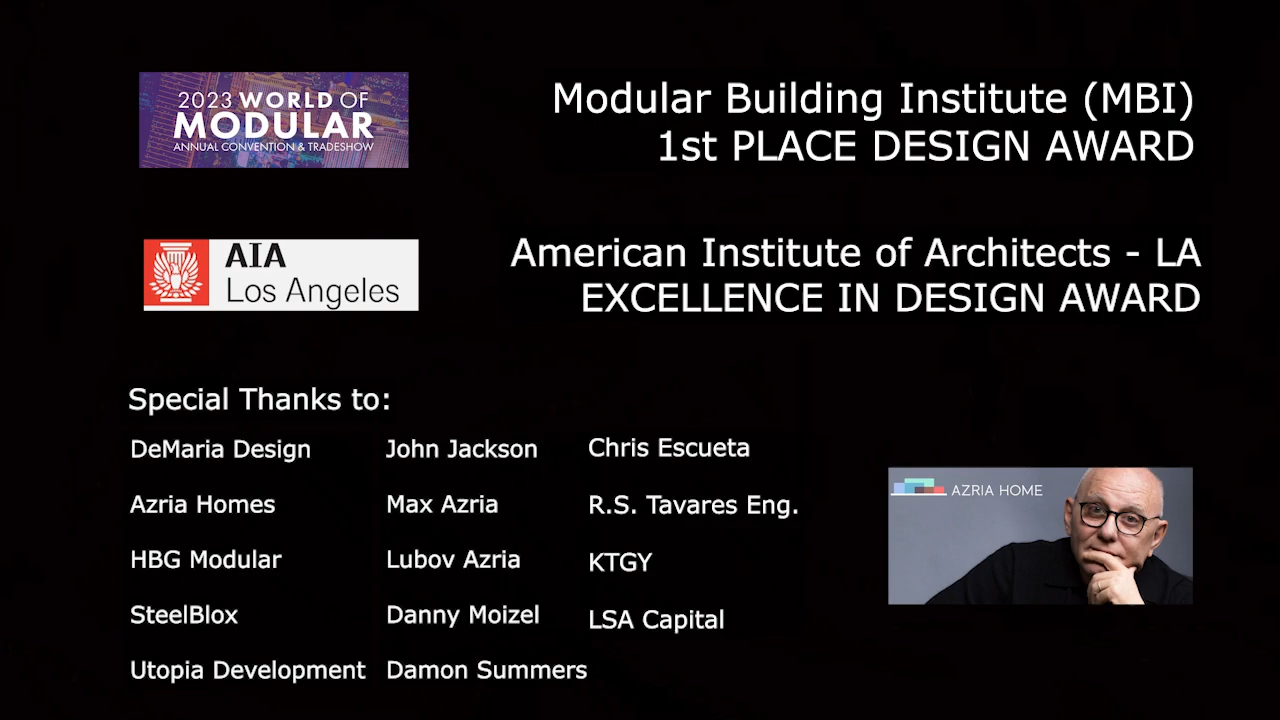 2023 WORLD OF
MODULAR
ANNUAL CONVENTION & TRADESHOW
Modular Building Institute (MBI)
1st PLACE DESIGN AWARD
AIA
Los Angeles
American Institute of Architects - LA
EXCELLENCE IN DESIGN AWARD
Special Thanks to:
DeMaria Design
Azria Homes
HBG Modular
SteelBlox
Utopia Development
John Jackson
Max Azria
Lubov Azria
Danny Moizel
Damon Summers
Chris Escueta
R.S. Tavares Eng.
KTGY
LSA Capital
AZRIA HOME